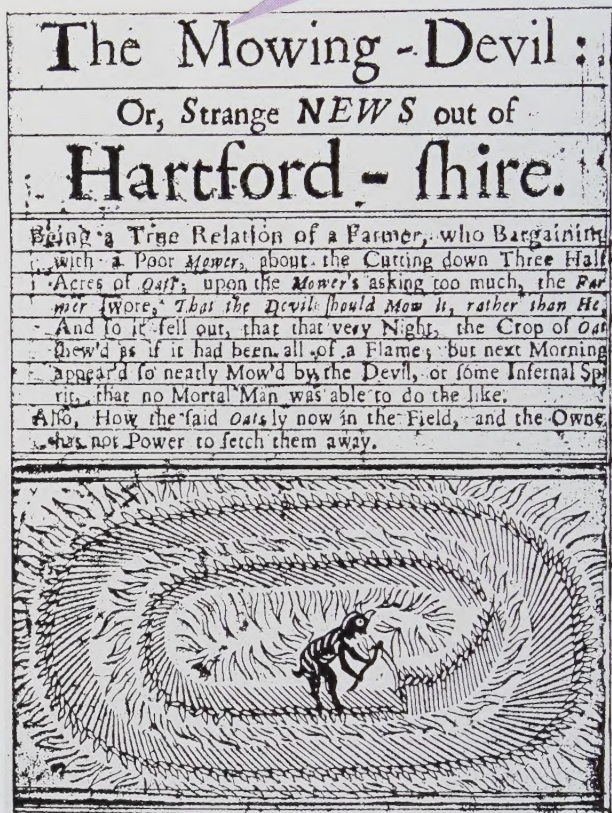 The Mowing-Devil:
Or, Strange NEWS out of
Hartford-ſhire.
Being a True Relation of a Farmer, who Bargaining
with a Poor Mower, about the Cutting down Three Half
Acres of Oats; upon the Mower's asking too much, the Far
mer ſwore, That the Devil ſhould Mow it, rather than He.
And ſo it fell out, that that very Night, the Crop of Oat
ſhew'd as if it had been all of a Flame; but next Morning
appear'd ſo neatly Mow'd by the Devil, or ſome Infernal Spi
rit, that no Mortal Man was able to do the like.
Alſo, How the ſaid Oats ly now in the Field, and the Owne
has not Power to fetch them away.